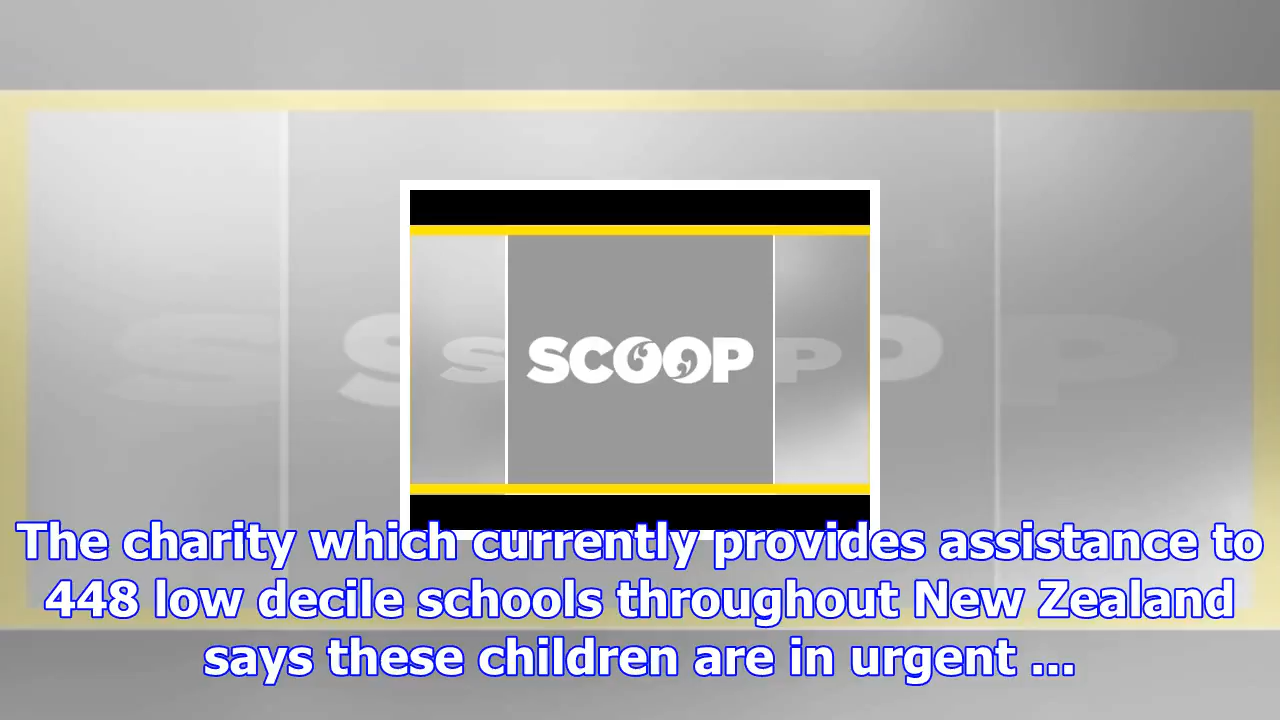 SCOOP
The charity which currently provides assistance to
448 low decile schools throughout New Zealand
says these children are in urgent ...